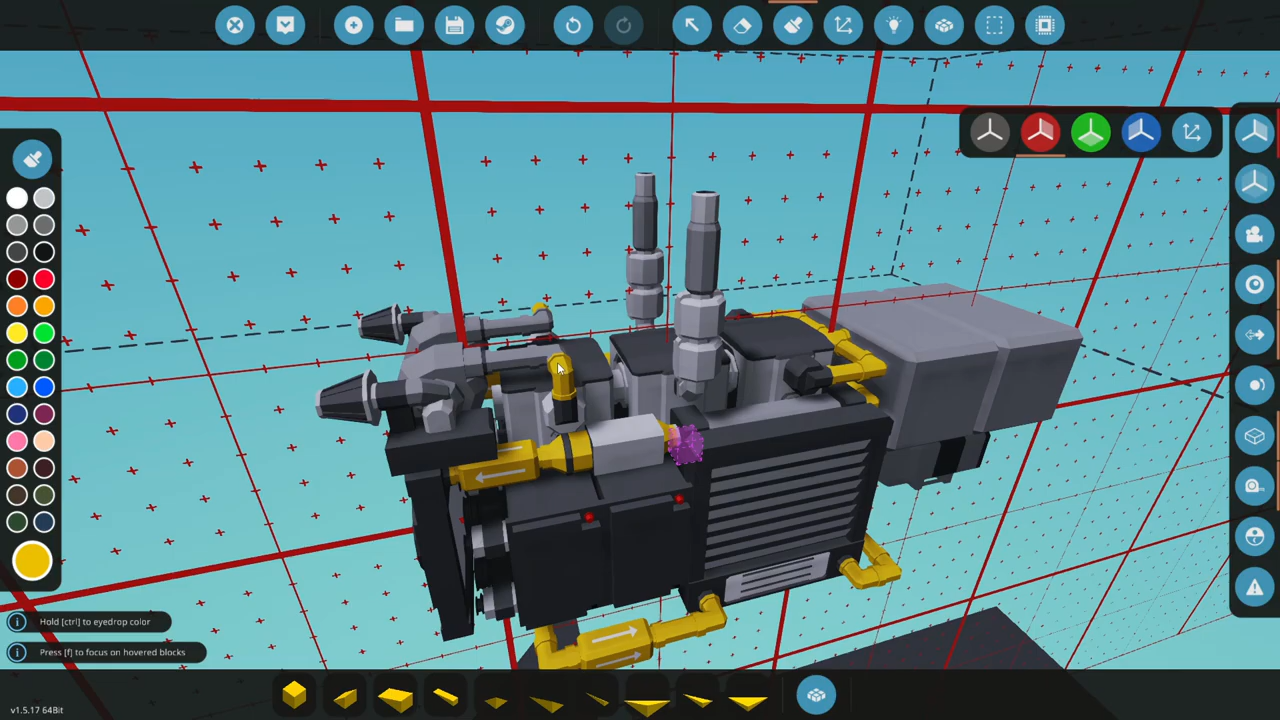 Hold [ctrl] to eyedrop color
Press [f] to focus on hovered blocks
v1.5.17 64Bit